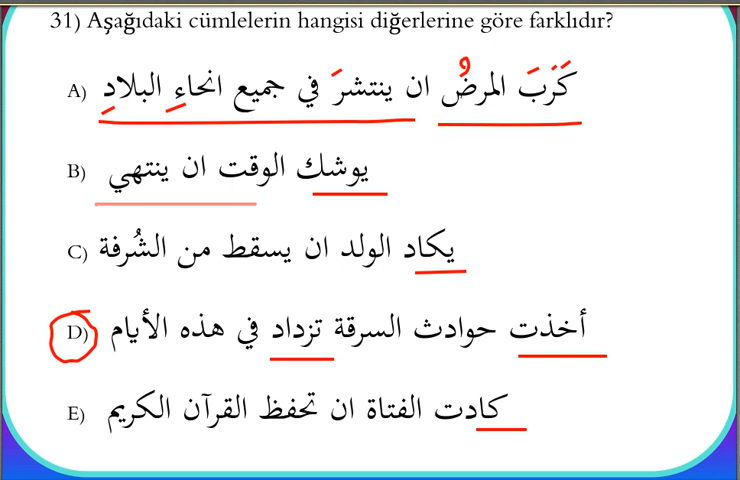 31) Aşağıdaki cümlelerin hangisi diğerlerine göre farklıdır?
A) كَرَبَ المرضُ ان ينتشرَ في جميع انحاءِ البلادِ
B) يوشك الوقت ان ينتهي
C) يكاد الولد ان يسقط من الشُرفة
D) أخذت حوادث السرقة تزداد في هذه الأيام
E) كادت الفتاة ان تحفظ القرآن الكريم